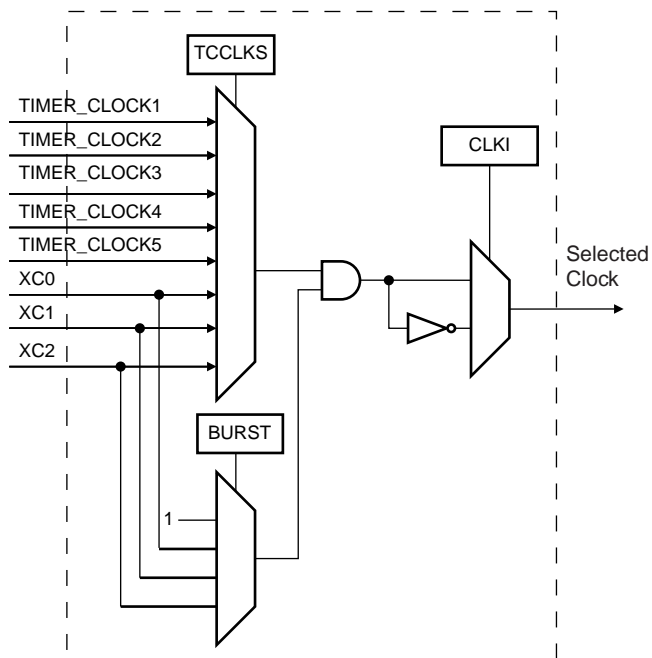 TCCLKS
TIMER_CLOCK1
TIMER_CLOCK2
TIMER_CLOCK3
TIMER_CLOCK4
TIMER_CLOCK5
XC0
XC1
XC2
CLKI
Selected
Clock
BURST
1